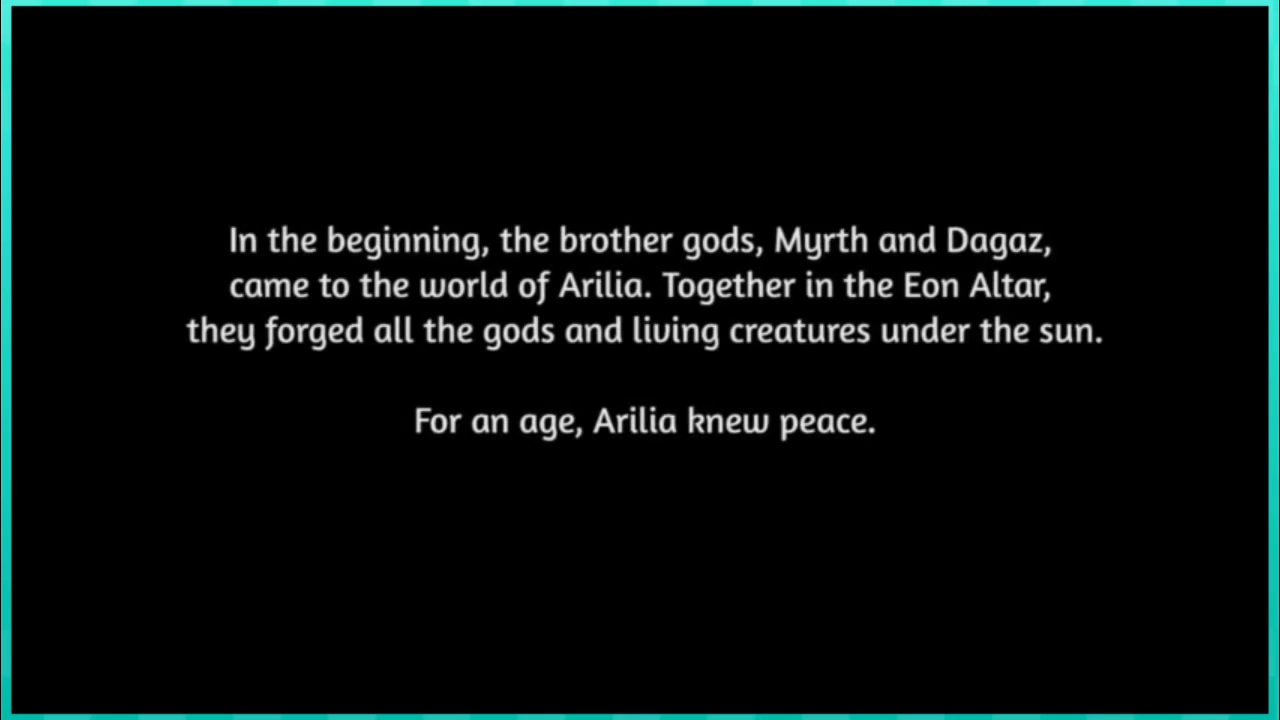 In the beginning, the brother gods, Myrth and Dagaz,
came to the world of Arilia. Together in the Eon Altar,
they forged all the gods and living creatures under the sun.
For an age, Arilia knew peace.